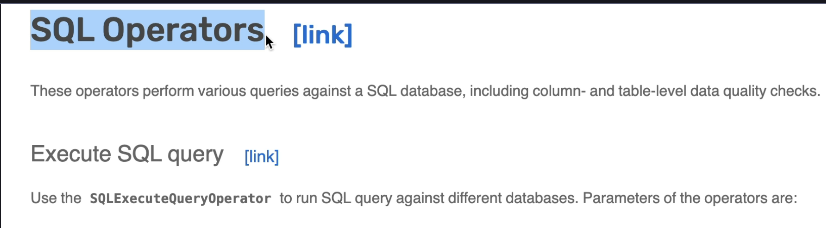 SQL Operators [link]
These operators perform various queries against a SQL database, including column- and table-level data quality checks.
Execute SQL query [link]
Use the SQLExecuteQueryOperator to run SQL query against different databases. Parameters of the operators are: